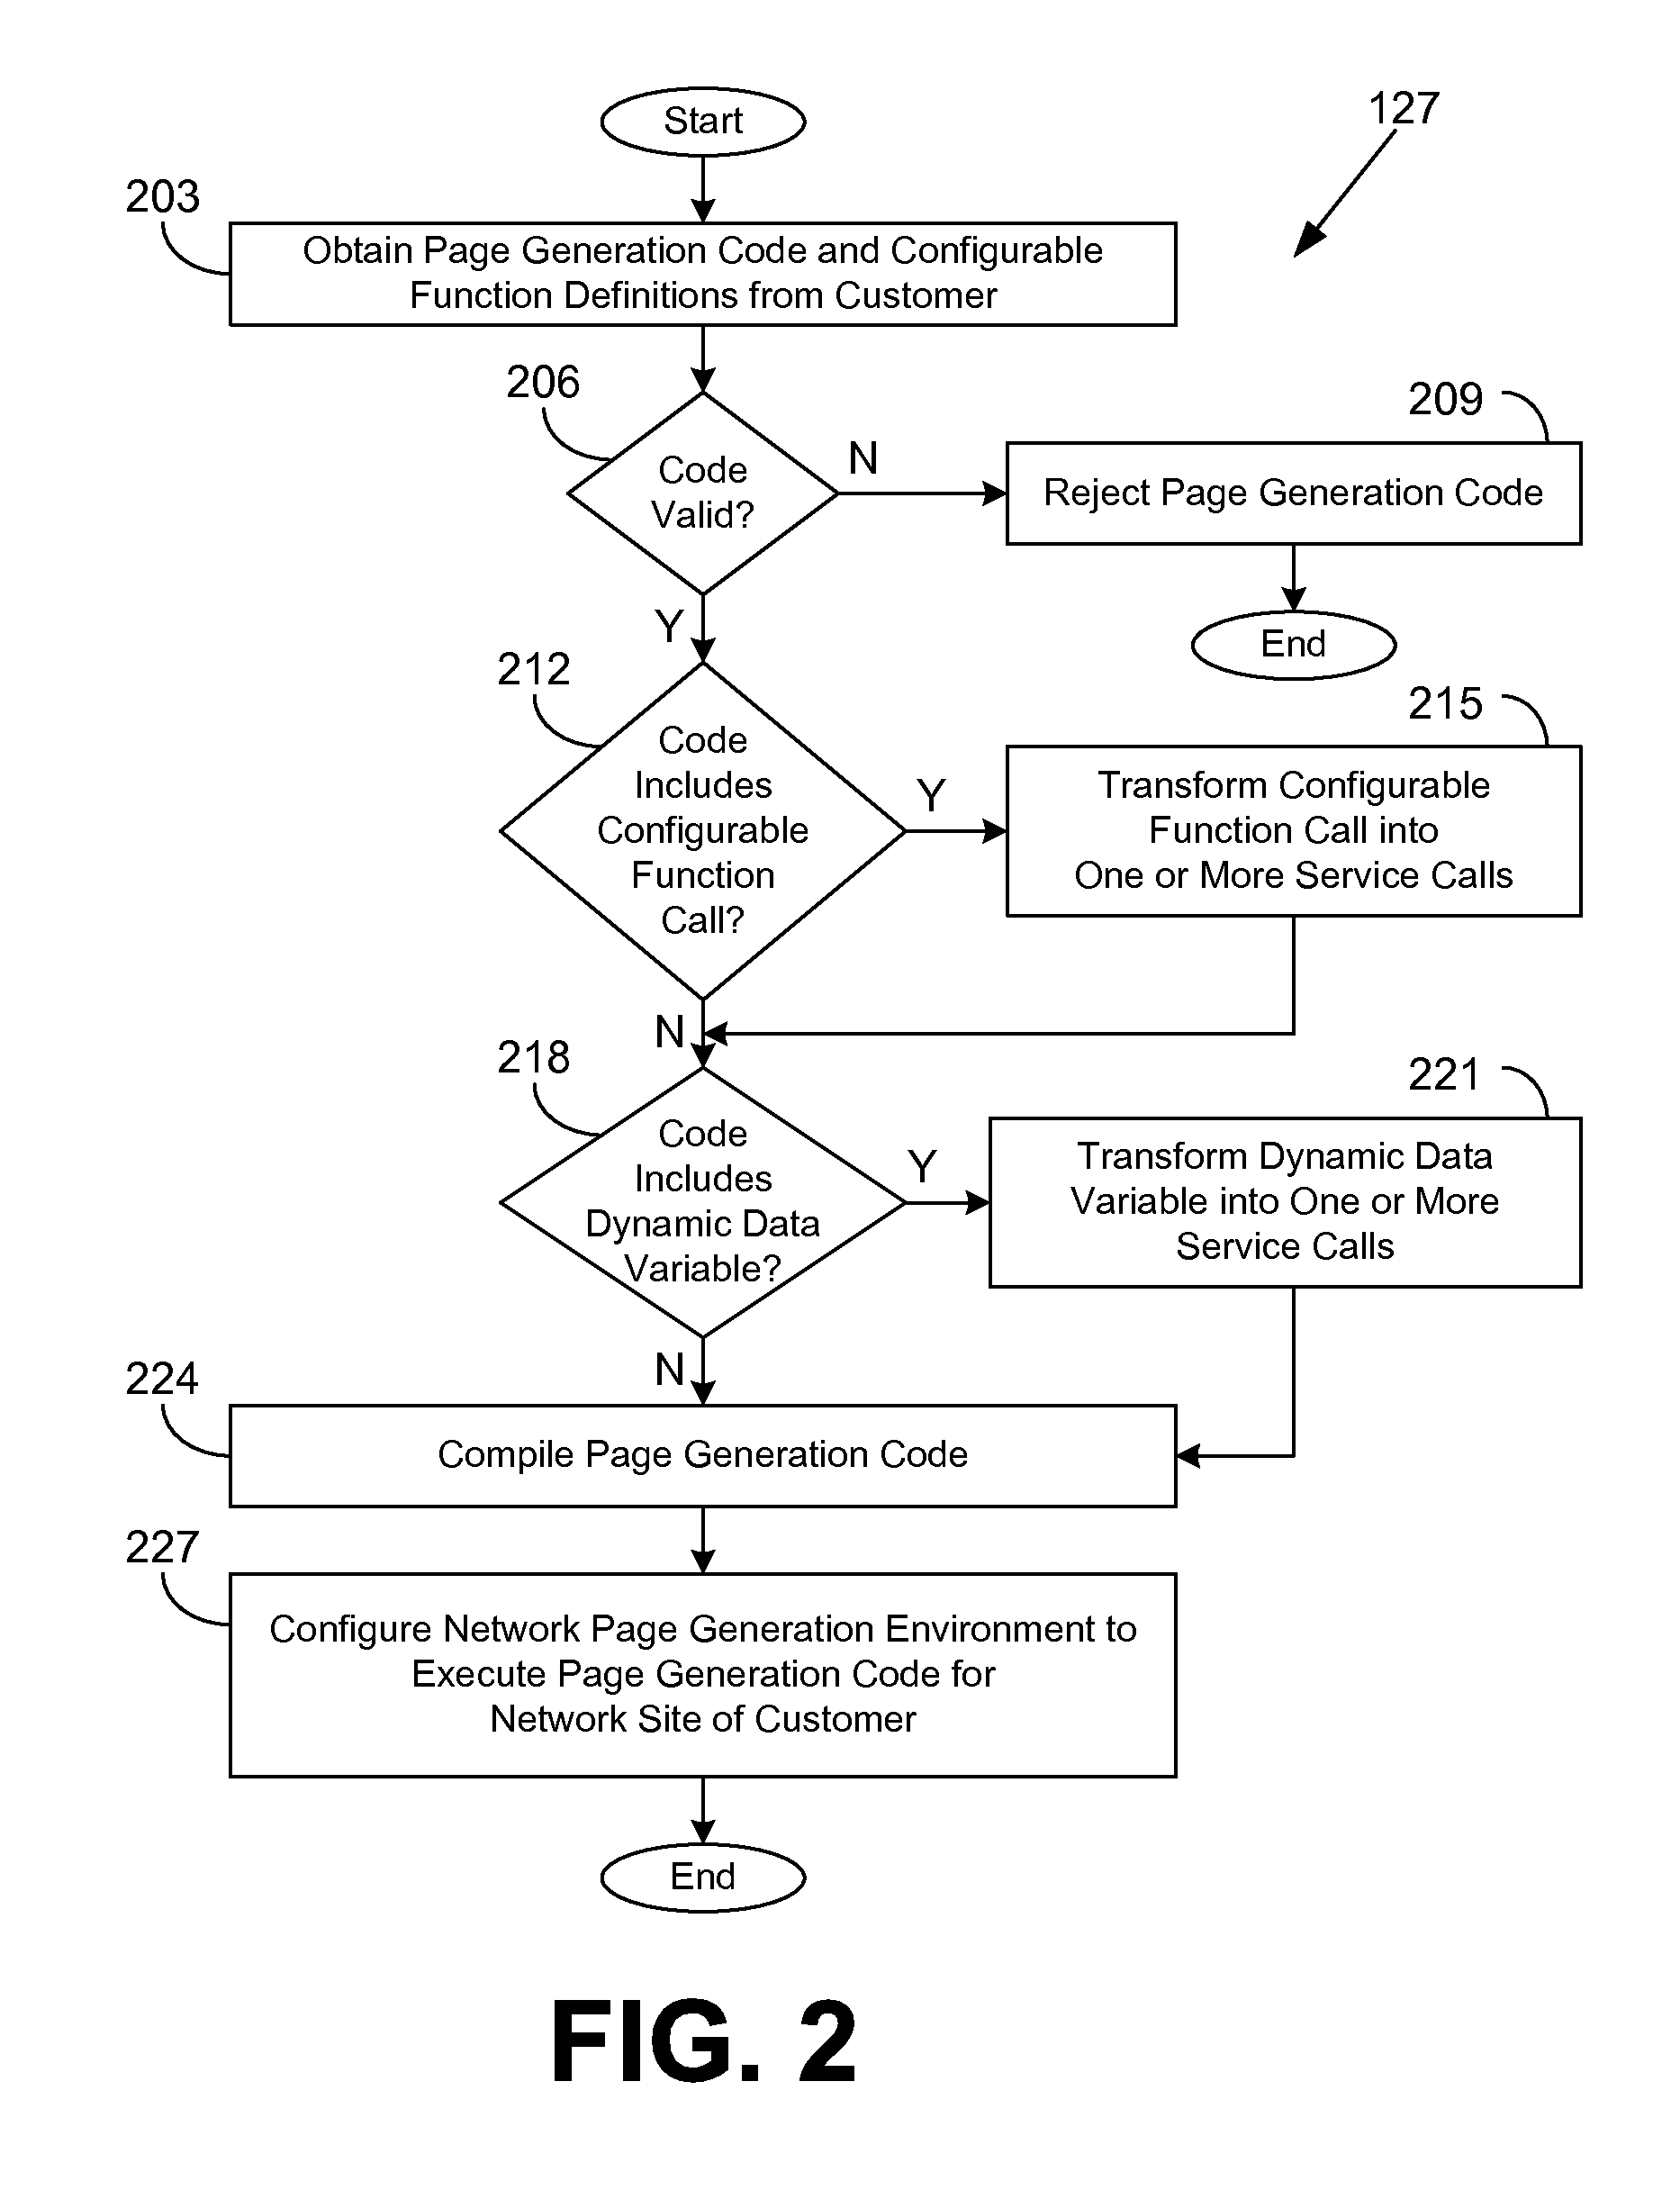 Start
127
203
Obtain Page Generation Code and Configurable
Function Definitions from Customer
206
Code
Valid?
N
209
Reject Page Generation Code
End
Y
212
Code
Includes
Configurable
Function
Call?
Y
215
Transform Configurable
Function Call into
One or More Service Calls
N
218
Code
Includes
Dynamic Data
Variable?
Y
221
Transform Dynamic Data
Variable into One or More
Service Calls
N
224
Compile Page Generation Code
227
Configure Network Page Generation Environment to
Execute Page Generation Code for
Network Site of Customer
End
FIG. 2